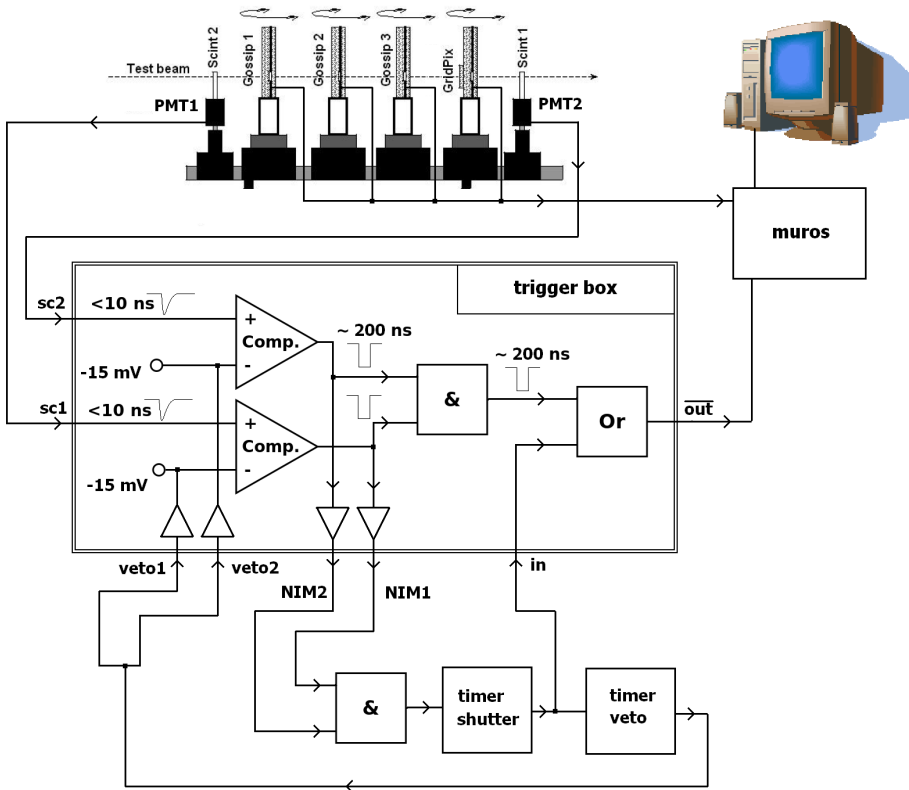 Scint 2
Gossip 1
Gossip 2
Gossip 3
GridPix
Scint 1
Test beam
PMT1
PMT2
muros
trigger box
sc2
<10 ns
+
Comp.
-
-15 mV
~ 200 ns
~ 200 ns
&
sc1
<10 ns
+
Comp.
-
-15 mV
Or
out
veto1
veto2
NIM2
NIM1
in
&
timer
shutter
timer
veto